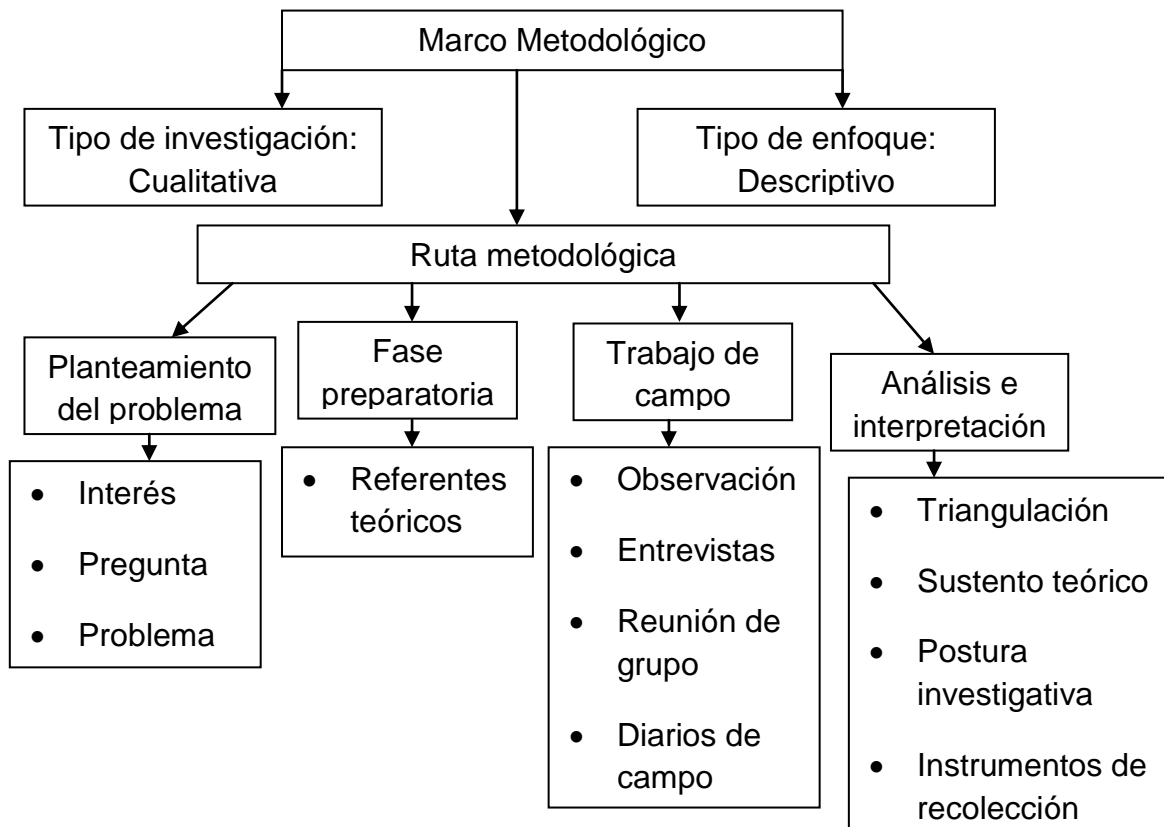 Marco Metodológico
Tipo de investigación:
Cualitativa
Tipo de enfoque:
Descriptivo
Ruta metodológica
Planteamiento
del problema
Fase
preparatoria
Trabajo de
campo
Análisis e
interpretación
• Interés
• Pregunta
• Problema
• Referentes
teóricos
• Observación
• Entrevistas
• Reunión de
grupo
• Diarios de
campo
• Triangulación
• Sustento teórico
• Postura
investigativa
• Instrumentos de
recolección